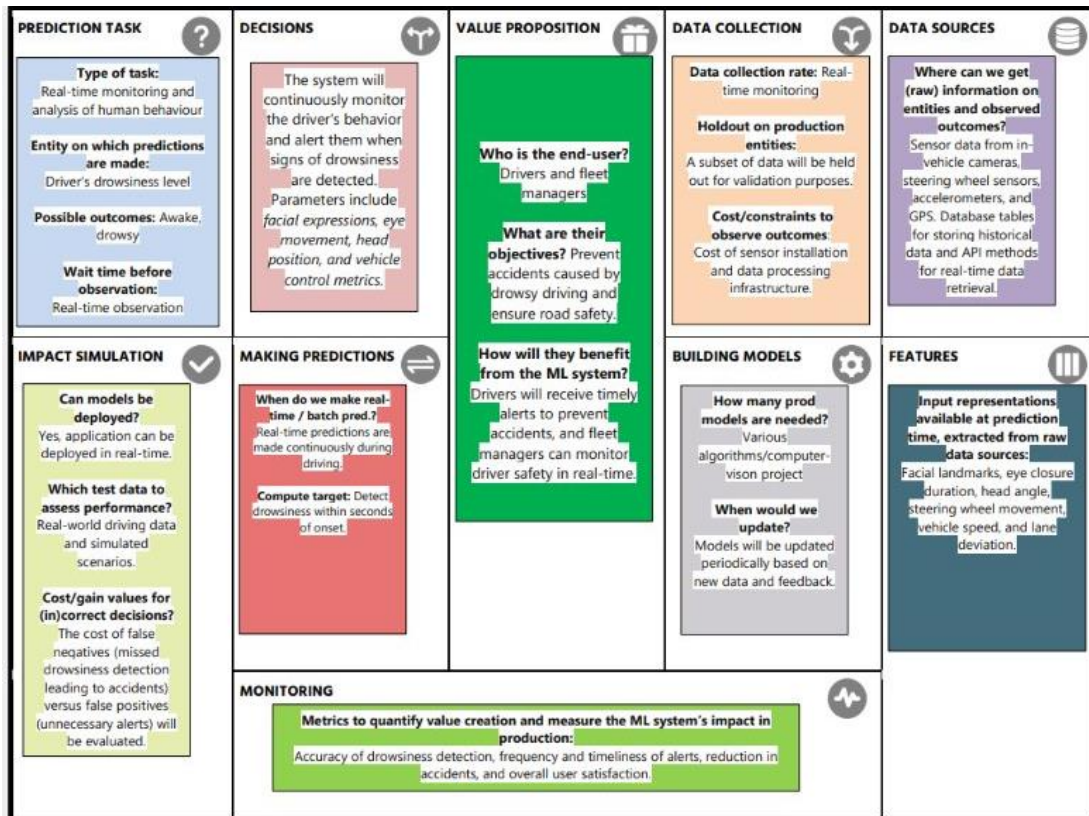 PREDICTION TASK
Type of task:
Real-time monitoring and
analysis of human behaviour
Entity on which predictions
are made:
Driver's drowsiness level
Possible outcomes: Awake,
drowsy
Wait time before
observation:
Real-time observation
DECISIONS
The system will
continuously monitor
the driver's behavior
and alert them when
signs of drowsiness
are detected.
Parameters include
facial expressions, eye
movement, head
position, and vehicle
control metrics.
VALUE PROPOSITION
Who is the end-user?
Drivers and fleet
managers
What are their
objectives? Prevent
accidents caused by
drowsy driving and
ensure road safety.
How will they benefit
from the ML system?
Drivers will receive timely
alerts to prevent
accidents, and fleet
managers can monitor
driver safety in real-time.
DATA COLLECTION
Data collection rate: Real-
time monitoring
Holdout on production
entities:
A subset of data will be held
out for validation purposes.
Cost/constraints to
observe outcomes:
Cost of sensor installation
and data processing
infrastructure.
DATA SOURCES
Where can we get
(raw) information on
entities and observed
outcomes?
Sensor data from in-
vehicle cameras,
steering wheel sensors,
accelerometers, and
GPS. Database tables
for storing historical
data and API methods
for real-time data
retrieval.
IMPACT SIMULATION
Can models be
deployed?
Yes, application can be
deployed in real-time.
Which test data to
assess performance?
Real-world driving data
and simulated
scenarios.
Cost/gain values for
(in)correct decisions?
The cost of false
negatives (missed
drowsiness detection
leading to accidents)
versus false positives
(unnecessary alerts) will
be evaluated.
MAKING PREDICTIONS
When do we make real-
time / batch pred.?
Real-time predictions are
made continuously during
driving.
Compute target: Detect
drowsiness within seconds
of onset.
BUILDING MODELS
How many prod
models are needed?
Various
algorithms/computer-
vison project
When would we
update?
Models will be updated
periodically based on
new data and feedback.
FEATURES
Input representations
available at prediction
time, extracted from raw
data sources:
Facial landmarks, eye closure
duration, head angle,
steering wheel movement,
vehicle speed, and lane
deviation.
MONITORING
Metrics to quantify value creation and measure the ML system's impact in
production:
Accuracy of drowsiness detection, frequency and timeliness of alerts, reduction in
accidents, and overall user satisfaction.